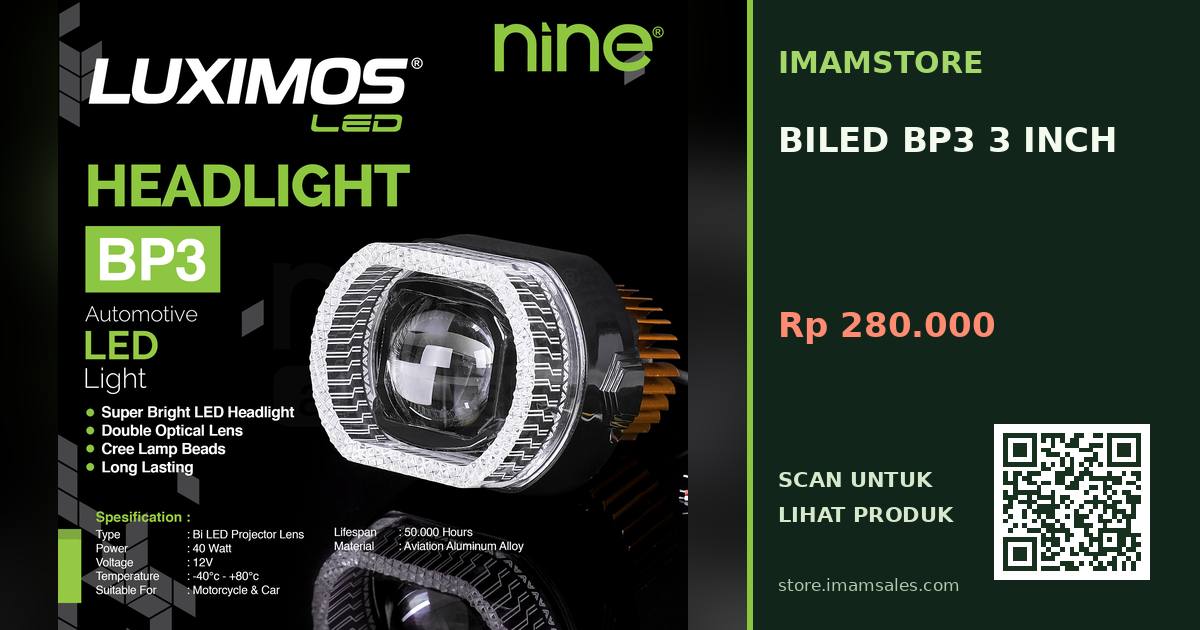 nine®
LUXIMOS®
LED
HEADLIGHT
BP3
Automotive
LED
Light
Super Bright LED Headlight
Double Optical Lens
Cree Lamp Beads
Long Lasting
Spesification :
Type : Bi LED Projector Lens
Power : 40 Watt
Voltage : 12V
Temperature : -40°c - +80°c
Suitable For : Motorcycle & Car
Lifespan : 50.000 Hours
Material : Aviation Aluminum Alloy
IMAMSTORE
BILED BP3 3 INCH
Rp 280.000
SCAN UNTUK
LIHAT PRODUK
store.imamsales.com